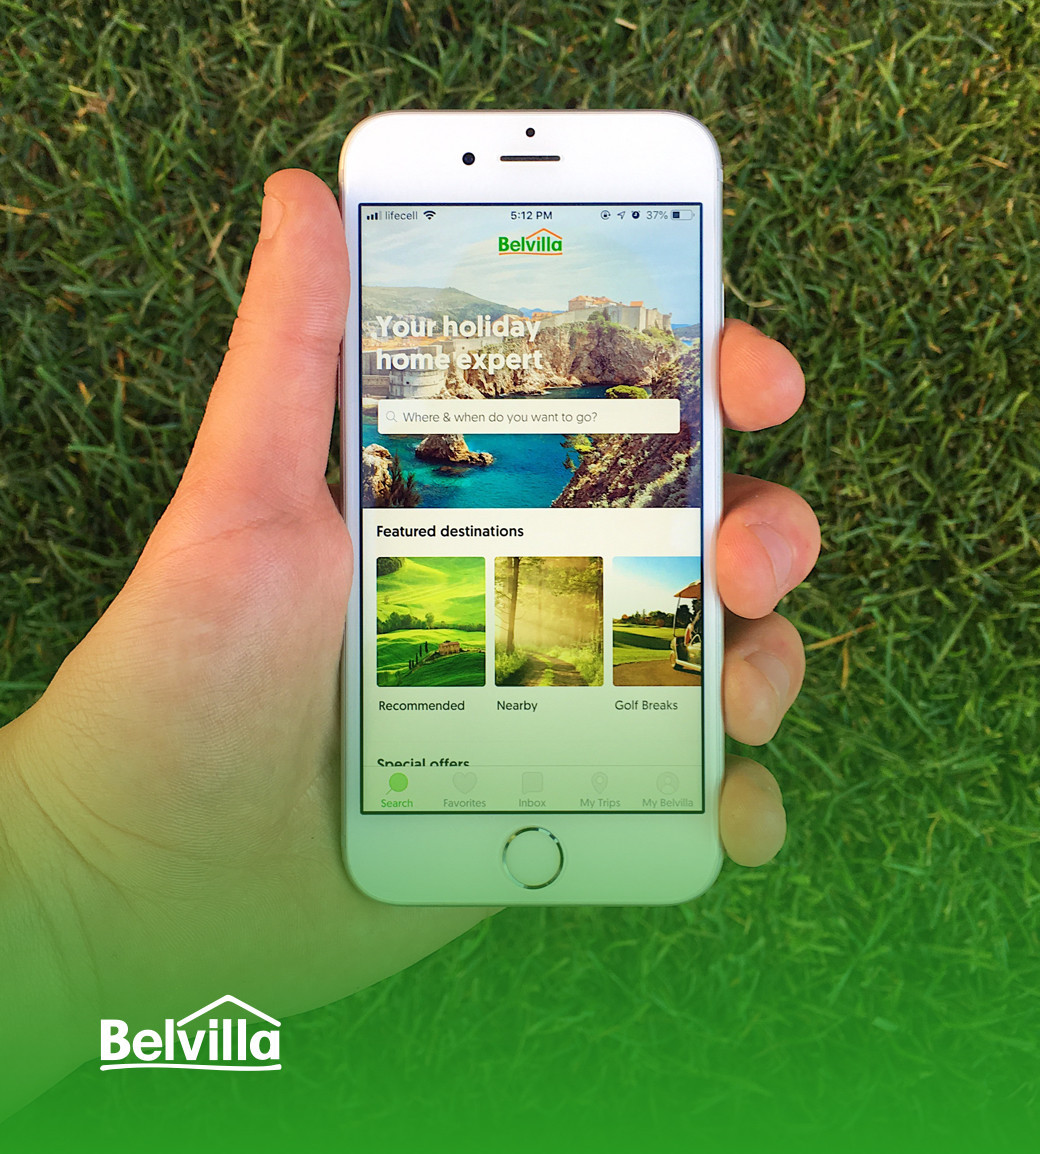 lifecell 5:12 PM 37%
Belvilla
Your holiday
home expert
Where & when do you want to go?
Featured destinations
Recommended Nearby Golf Breaks
Special offers
Search Favorites Inbox My Trips My Belvilla
Belvilla